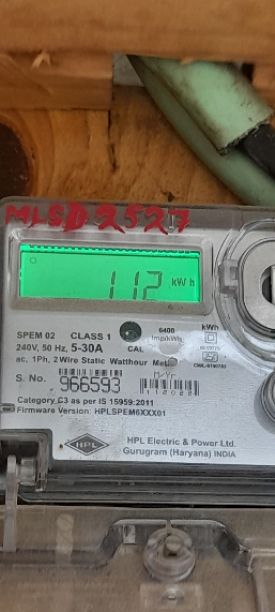 MLSD2527
112 kWh
SPEM 02 CLASS 1
240V, 50 Hz, 5-30A CAL
6400
Imp/kWh
kWh
ac, 1Ph, 2 Wire Static Watthour
S. No. 966593
M/Yr
Category C3 as per IS 15959:2011
Firmware Version: HPLSPEM6XXX01
HPL
HPL Electric & Power Ltd.
Gurugram (Haryana) INDIA